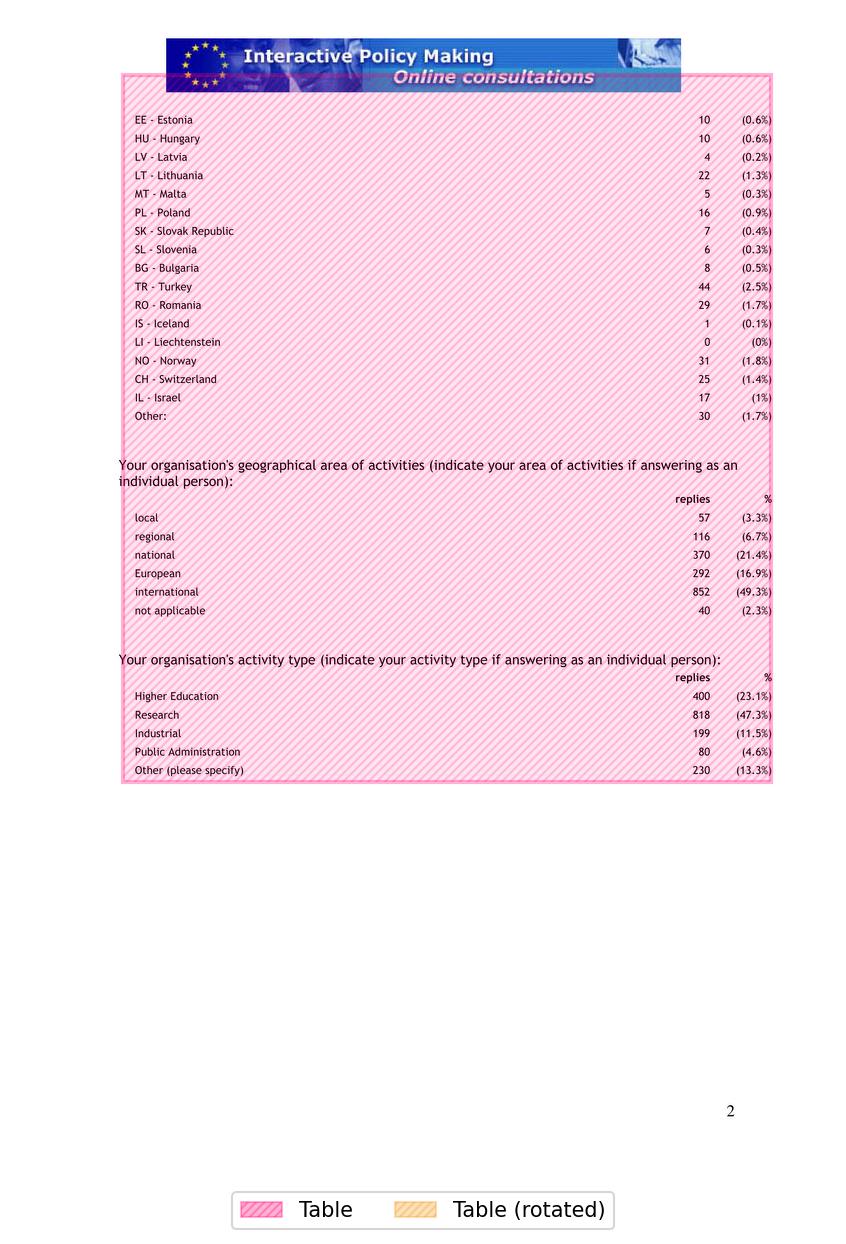 Interactive Policy Making
Online consultations
EE - Estonia 10 (0.6%)
HU - Hungary 10 (0.6%)
LV - Latvia 4 (0.2%)
LT - Lithuania 22 (1.3%)
MT - Malta 5 (0.3%)
PL - Poland 16 (0.9%)
SK - Slovak Republic 7 (0.4%)
SL - Slovenia 6 (0.3%)
BG - Bulgaria 8 (0.5%)
TR - Turkey 44 (2.5%)
RO - Romania 29 (1.7%)
IS - Iceland 1 (0.1%)
LI - Liechtenstein 0 (0%)
NO - Norway 31 (1.8%)
CH - Switzerland 25 (1.4%)
IL - Israel 17 (1%)
Other: 30 (1.7%)
Your organisation's geographical area of activities (indicate your area of activities if answering as an
individual person):
replies %
local 57 (3.3%)
regional 116 (6.7%)
national 370 (21.4%)
European 292 (16.9%)
international 852 (49.3%)
not applicable 40 (2.3%)
Your organisation's activity type (indicate your activity type if answering as an individual person):
replies %
Higher Education 400 (23.1%)
Research 818 (47.3%)
Industrial 199 (11.5%)
Public Administration 80 (4.6%)
Other (please specify) 230 (13.3%)
2
Table Table (rotated)